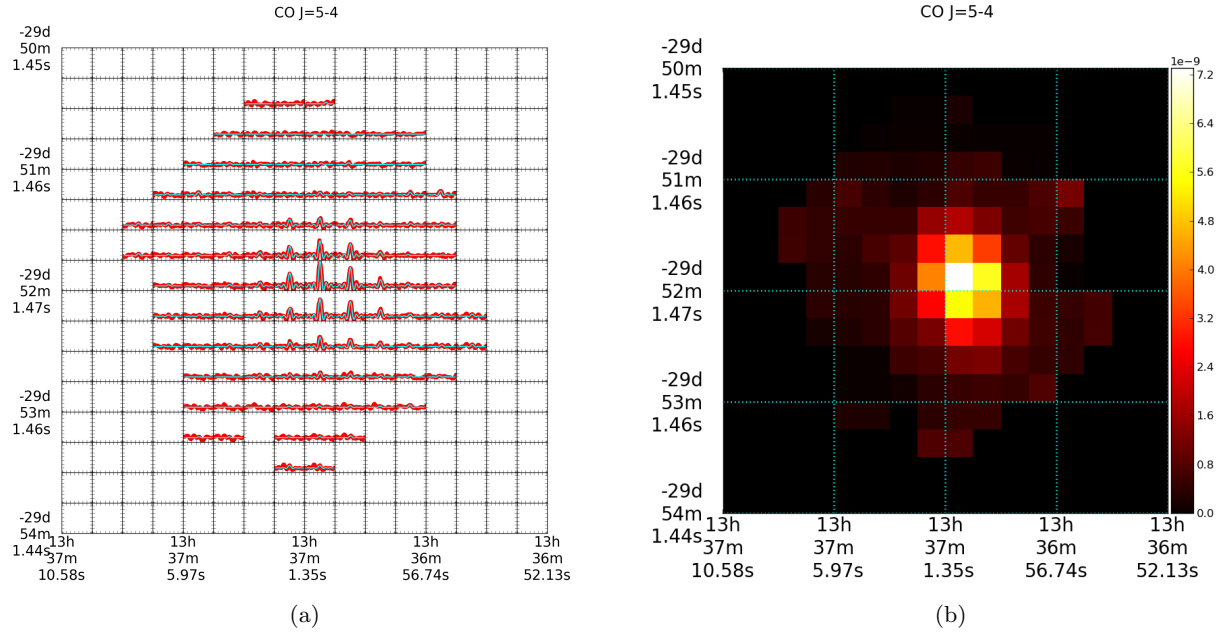 CO J=5-4
-29d
50m
1.45s
-29d
51m
1.46s
-29d
52m
1.47s
-29d
53m
1.46s
-29d
54m
1.44s
13h
37m
10.58s
13h
37m
5.97s
13h
37m
1.35s
13h
36m
56.74s
13h
36m
52.13s
(a)
CO J=5-4
-29d
50m
1.45s
-29d
51m
1.46s
-29d
52m
1.47s
-29d
53m
1.46s
-29d
54m
1.44s
13h
37m
10.58s
13h
37m
5.97s
13h
37m
1.35s
13h
36m
56.74s
13h
36m
52.13s
1e−9
7.2
6.4
5.6
4.8
4.0
3.2
2.4
1.6
0.8
0.0
(b)